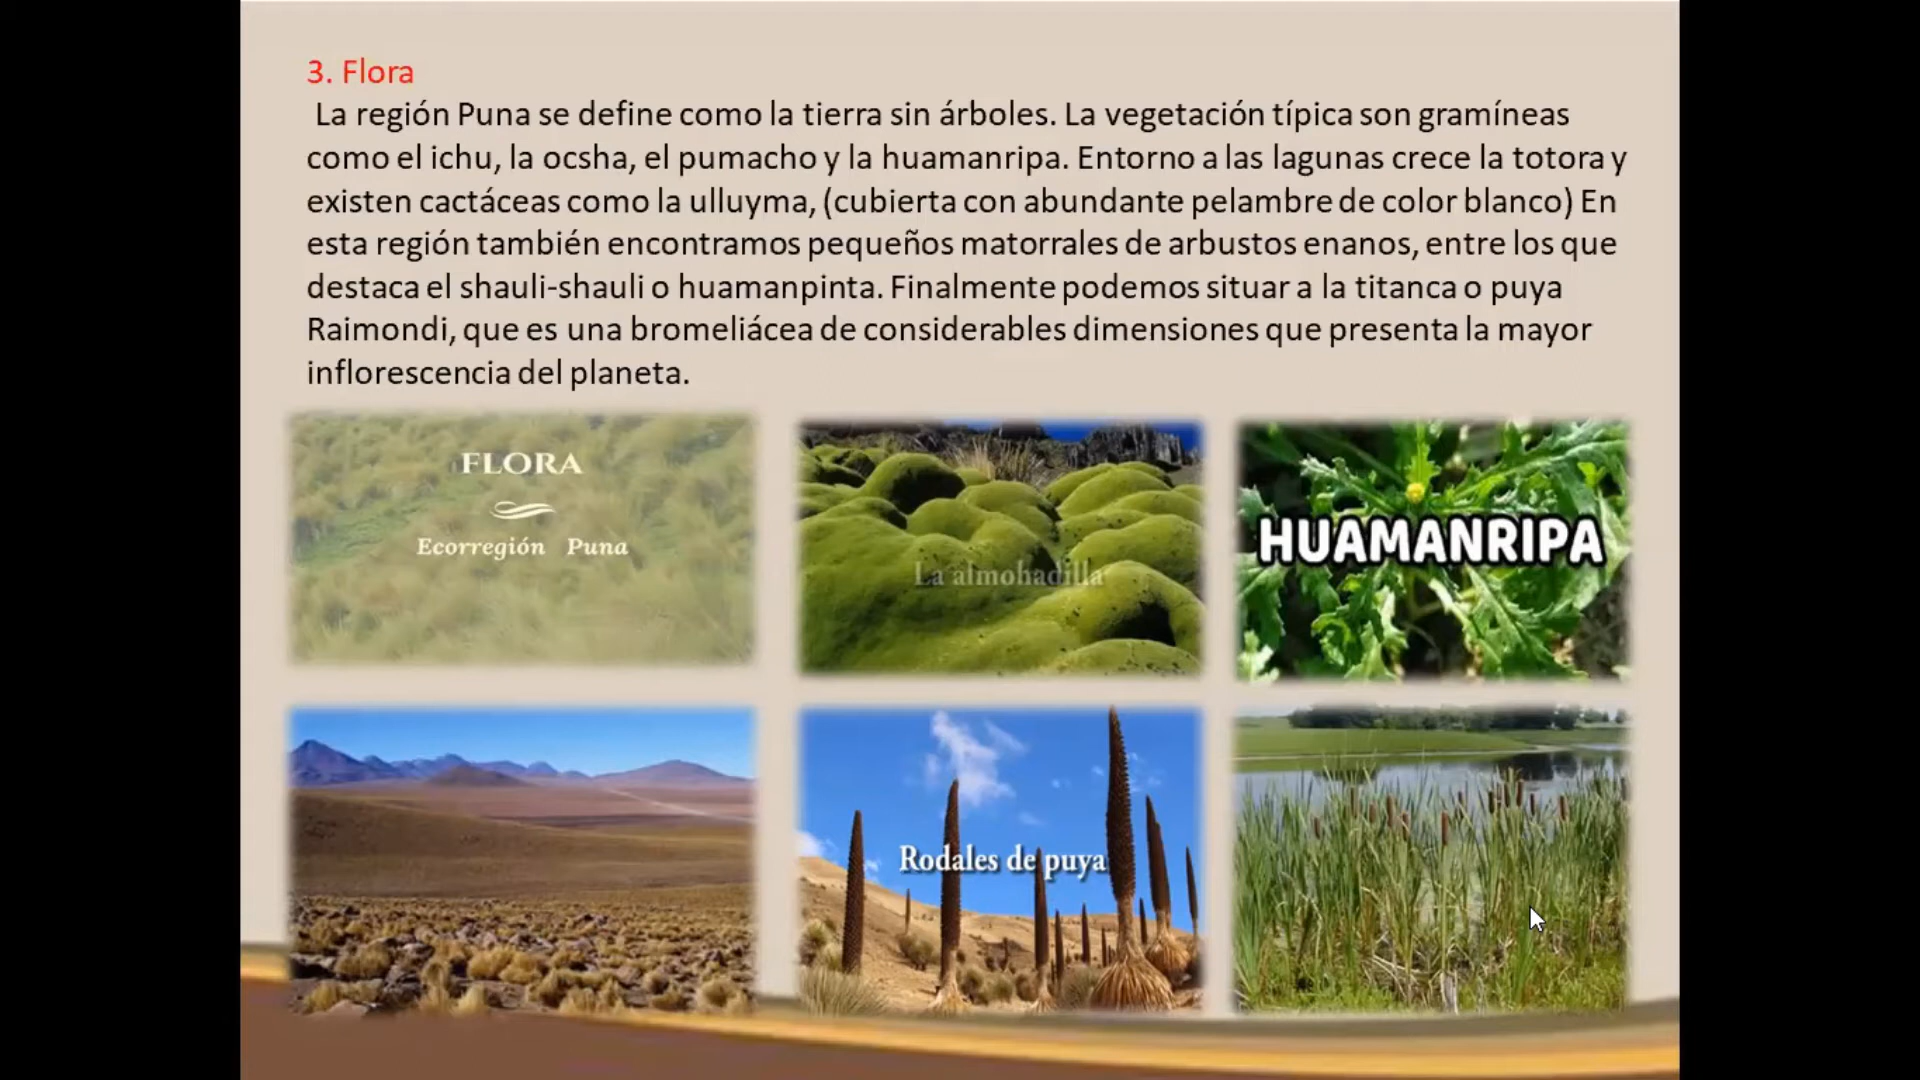 3. Flora
La región Puna se define como la tierra sin árboles. La vegetación típica son gramíneas
como el ichu, la ocsha, el pumacho y la huamanripa. Entorno a las lagunas crece la totora y
existen cactáceas como la ulluyma, (cubierta con abundante pelambre de color blanco) En
esta región también encontramos pequeños matorrales de arbustos enanos, entre los que
destaca el shauli-shauli o huamanpinta. Finalmente podemos situar a la titanca o puya
Raimondi, que es una bromeliácea de considerables dimensiones que presenta la mayor
inflorescencia del planeta.
FLORA
Ecorregión Puna
La almohadilla
HUAMANRIPA
Rodales de puya